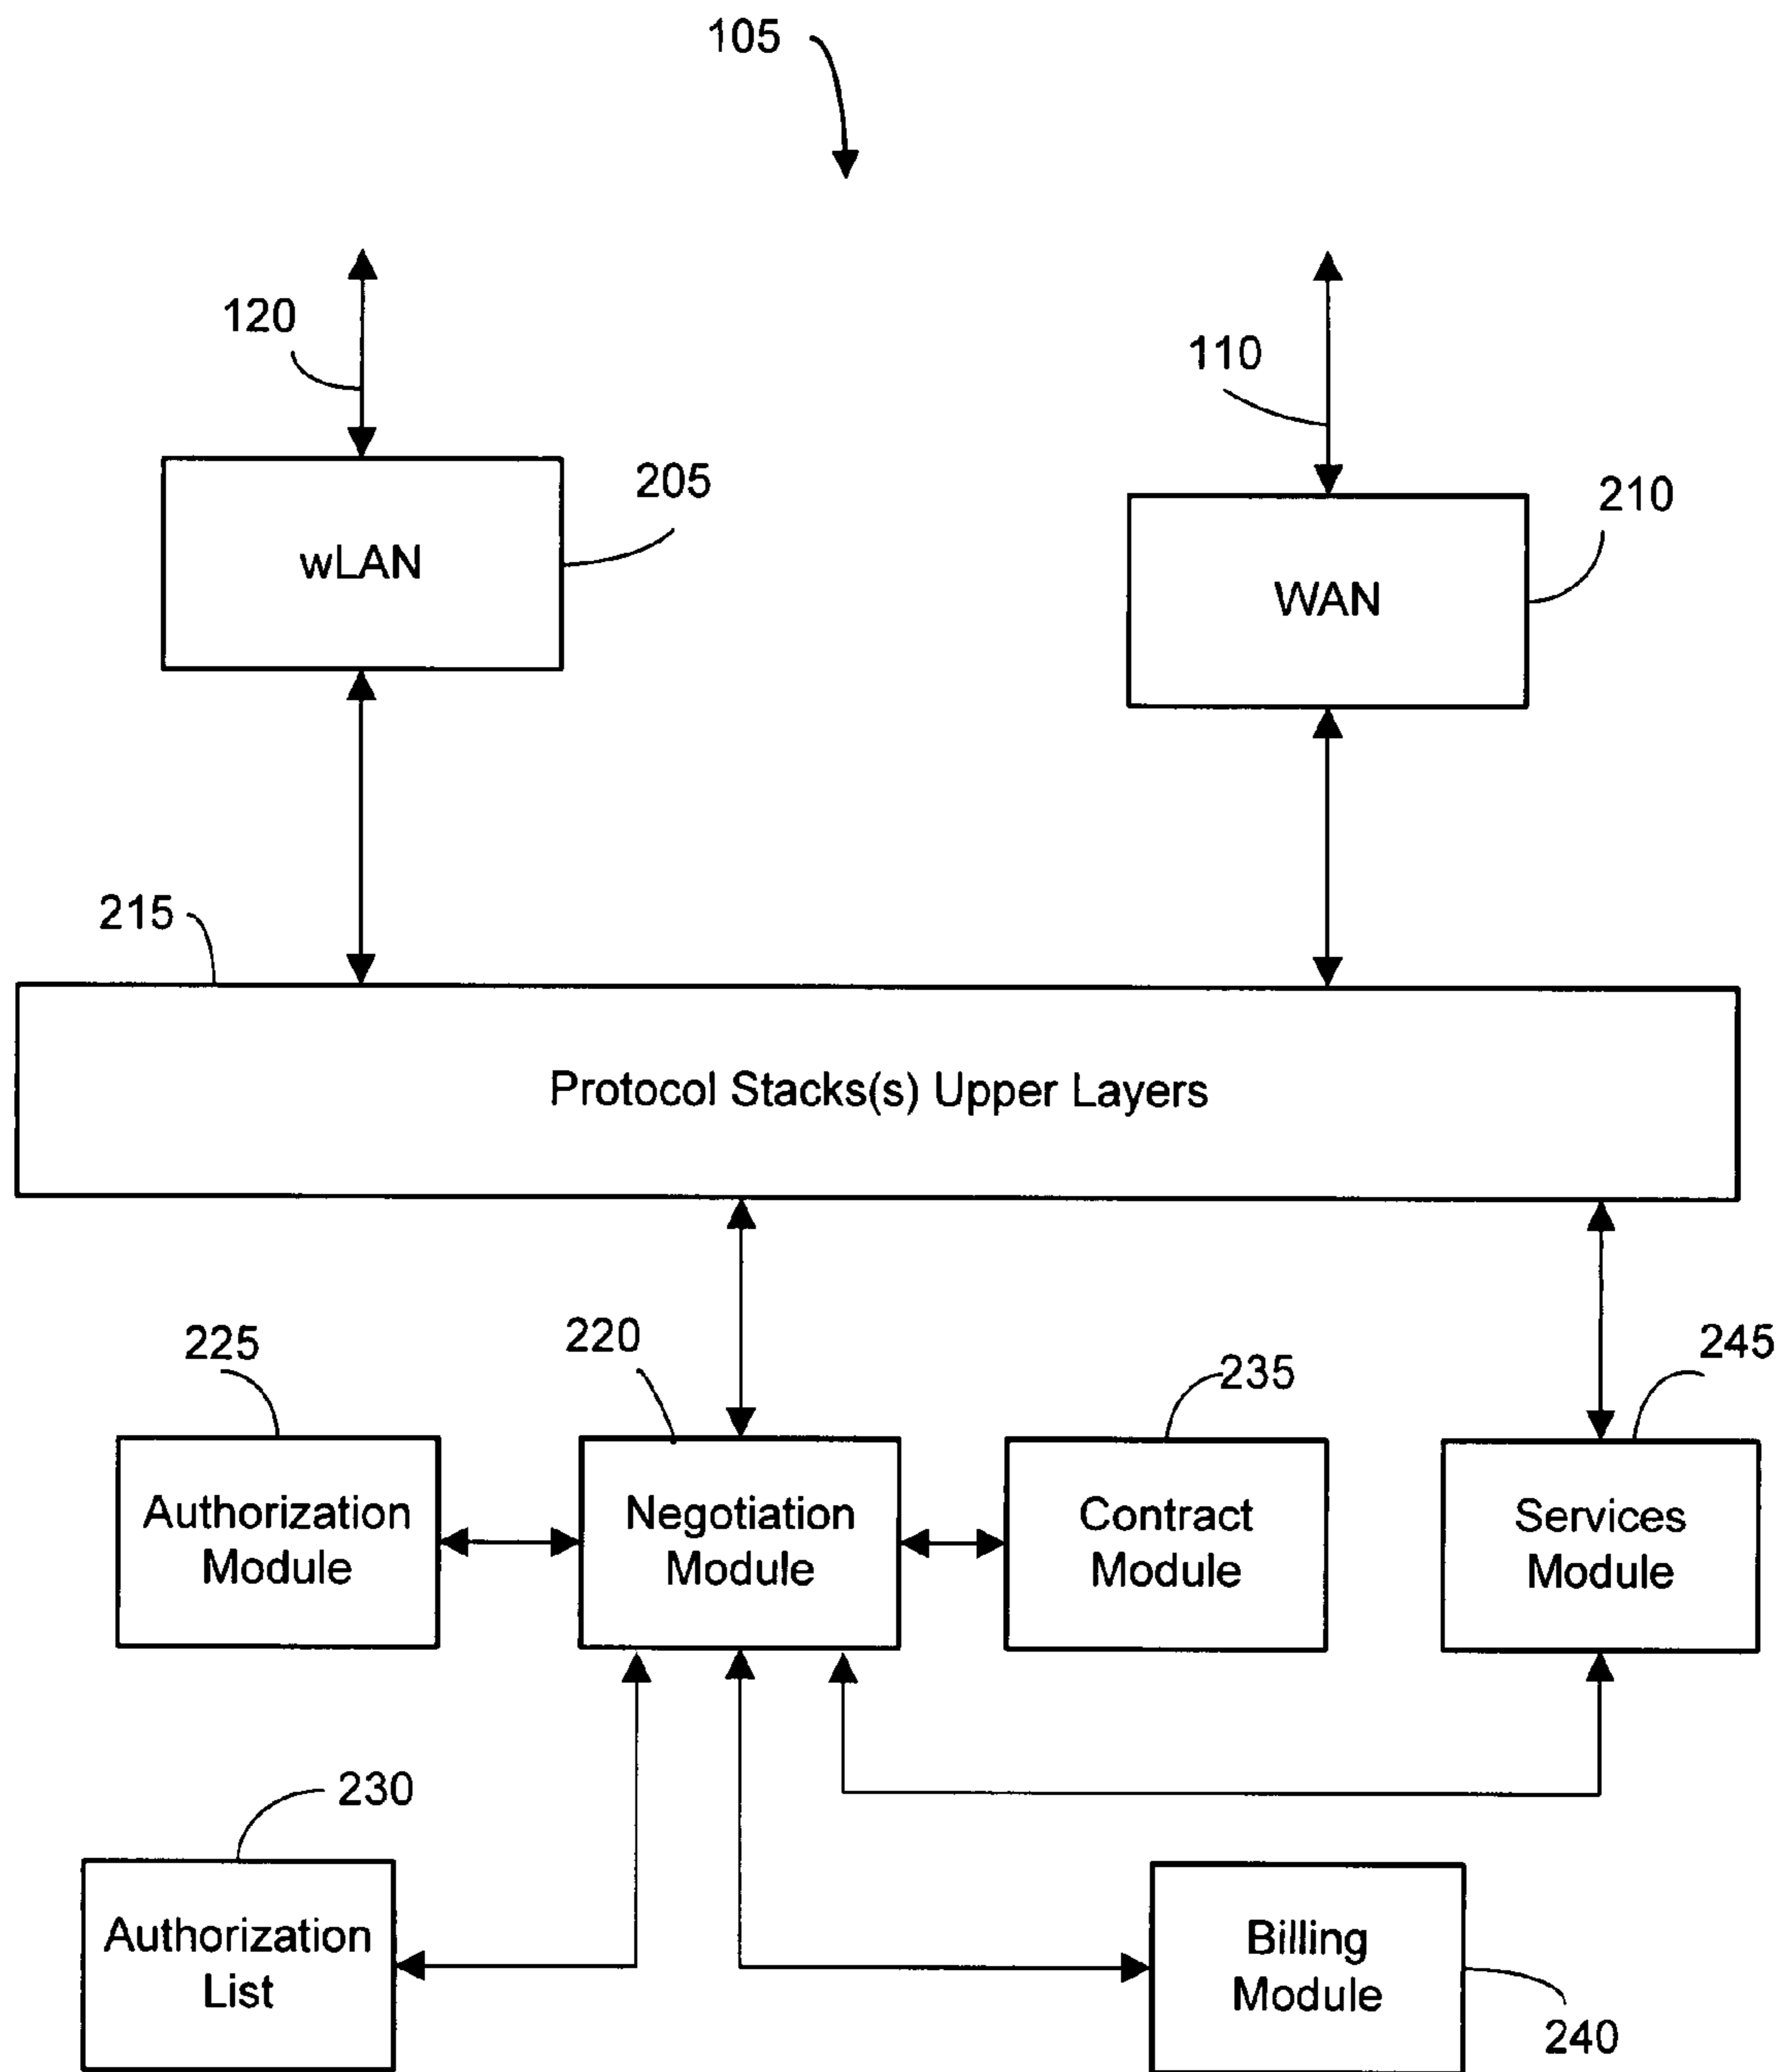 105
120
110
205
wLAN
210
WAN
215
Protocol Stacks(s) Upper Layers
225
220
235
245
Authorization
Module
Negotiation
Module
Contract
Module
Services
Module
230
Authorization
List
Billing
Module
240